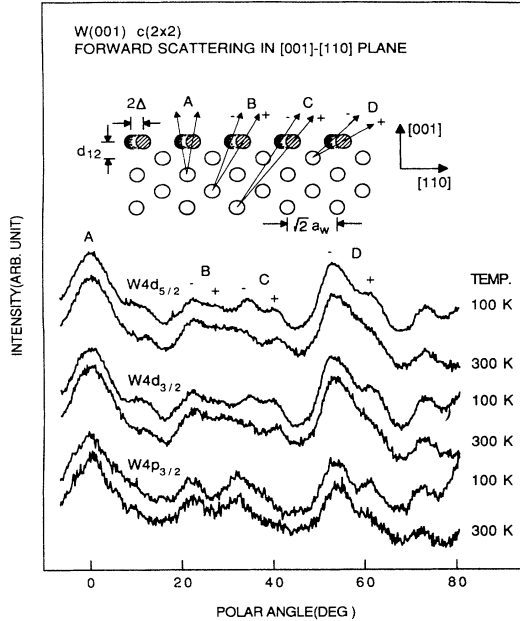 W(001) c(2x2)
FORWARD SCATTERING IN [001]-[110] PLANE
2Δ
A
B
C
D
- +
- +
- +
d12
[001]
[110]
√2 aw
A
B
C
D
- +
- +
- +
TEMP.
W4d5/2
100 K
300 K
W4d3/2
100 K
300 K
W4p3/2
100 K
300 K
INTENSITY(ARB. UNIT)
0 20 40 60 80
POLAR ANGLE(DEG )